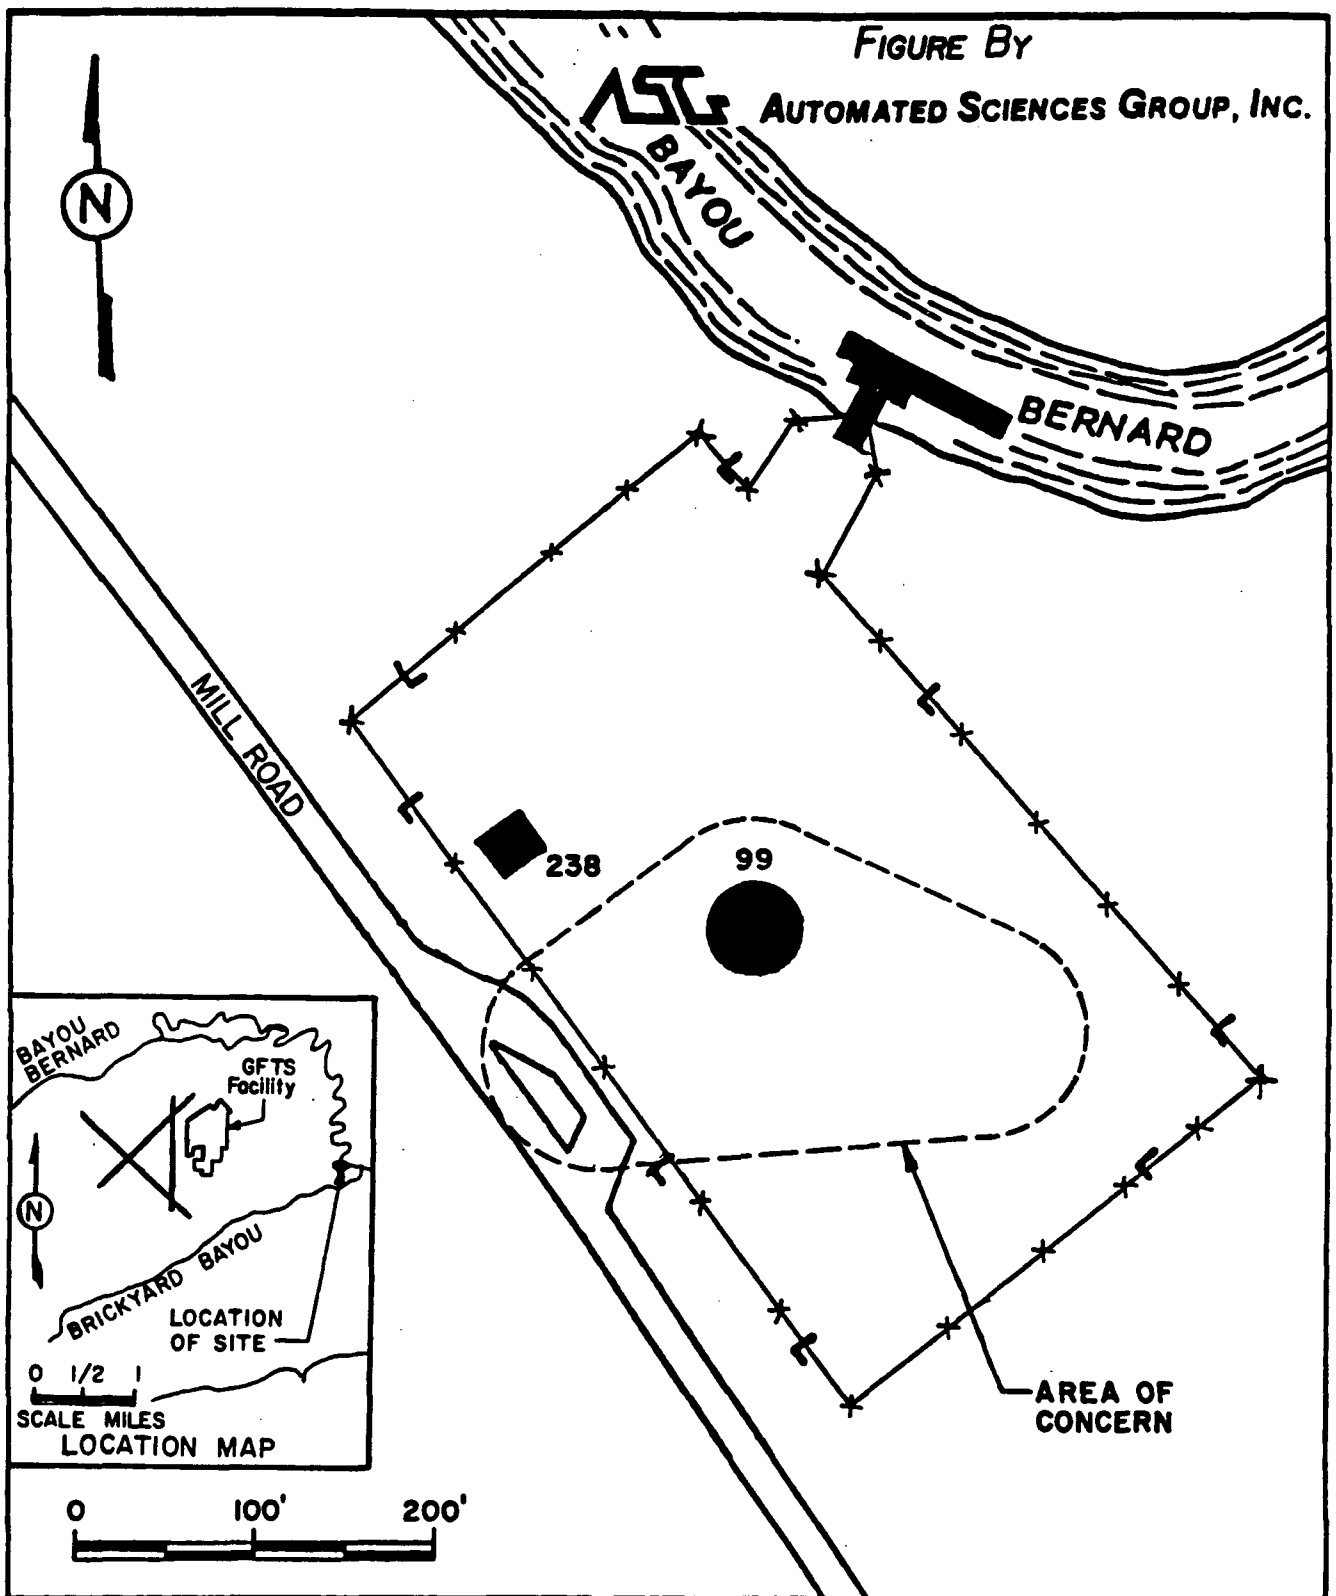 FIGURE BY
ASG AUTOMATED SCIENCES GROUP, INC.
N
BAYOU
BERNARD
MILL ROAD
238
99
BAYOU
BERNARD
GFTS
Facility
N
BRICKYARD BAYOU
LOCATION
OF SITE
0 1/2 1
SCALE MILES
LOCATION MAP
AREA OF
CONCERN
0 100' 200'